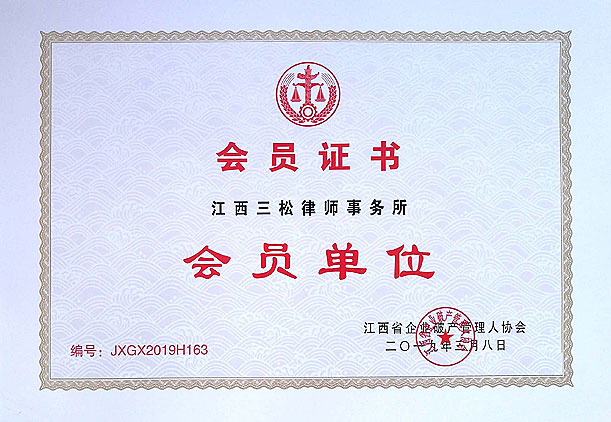 会员证书
江西三松律师事务所
会员单位
江西省企业破产管理人协会
二〇一九年三月八日
编号：JXGX2019H163